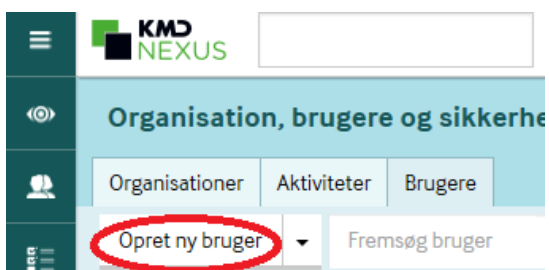 KMD
NEXUS
Organisation, brugere og sikkerhe
Organisationer Aktiviteter Brugere
Opret ny bruger Fremsøg bruger